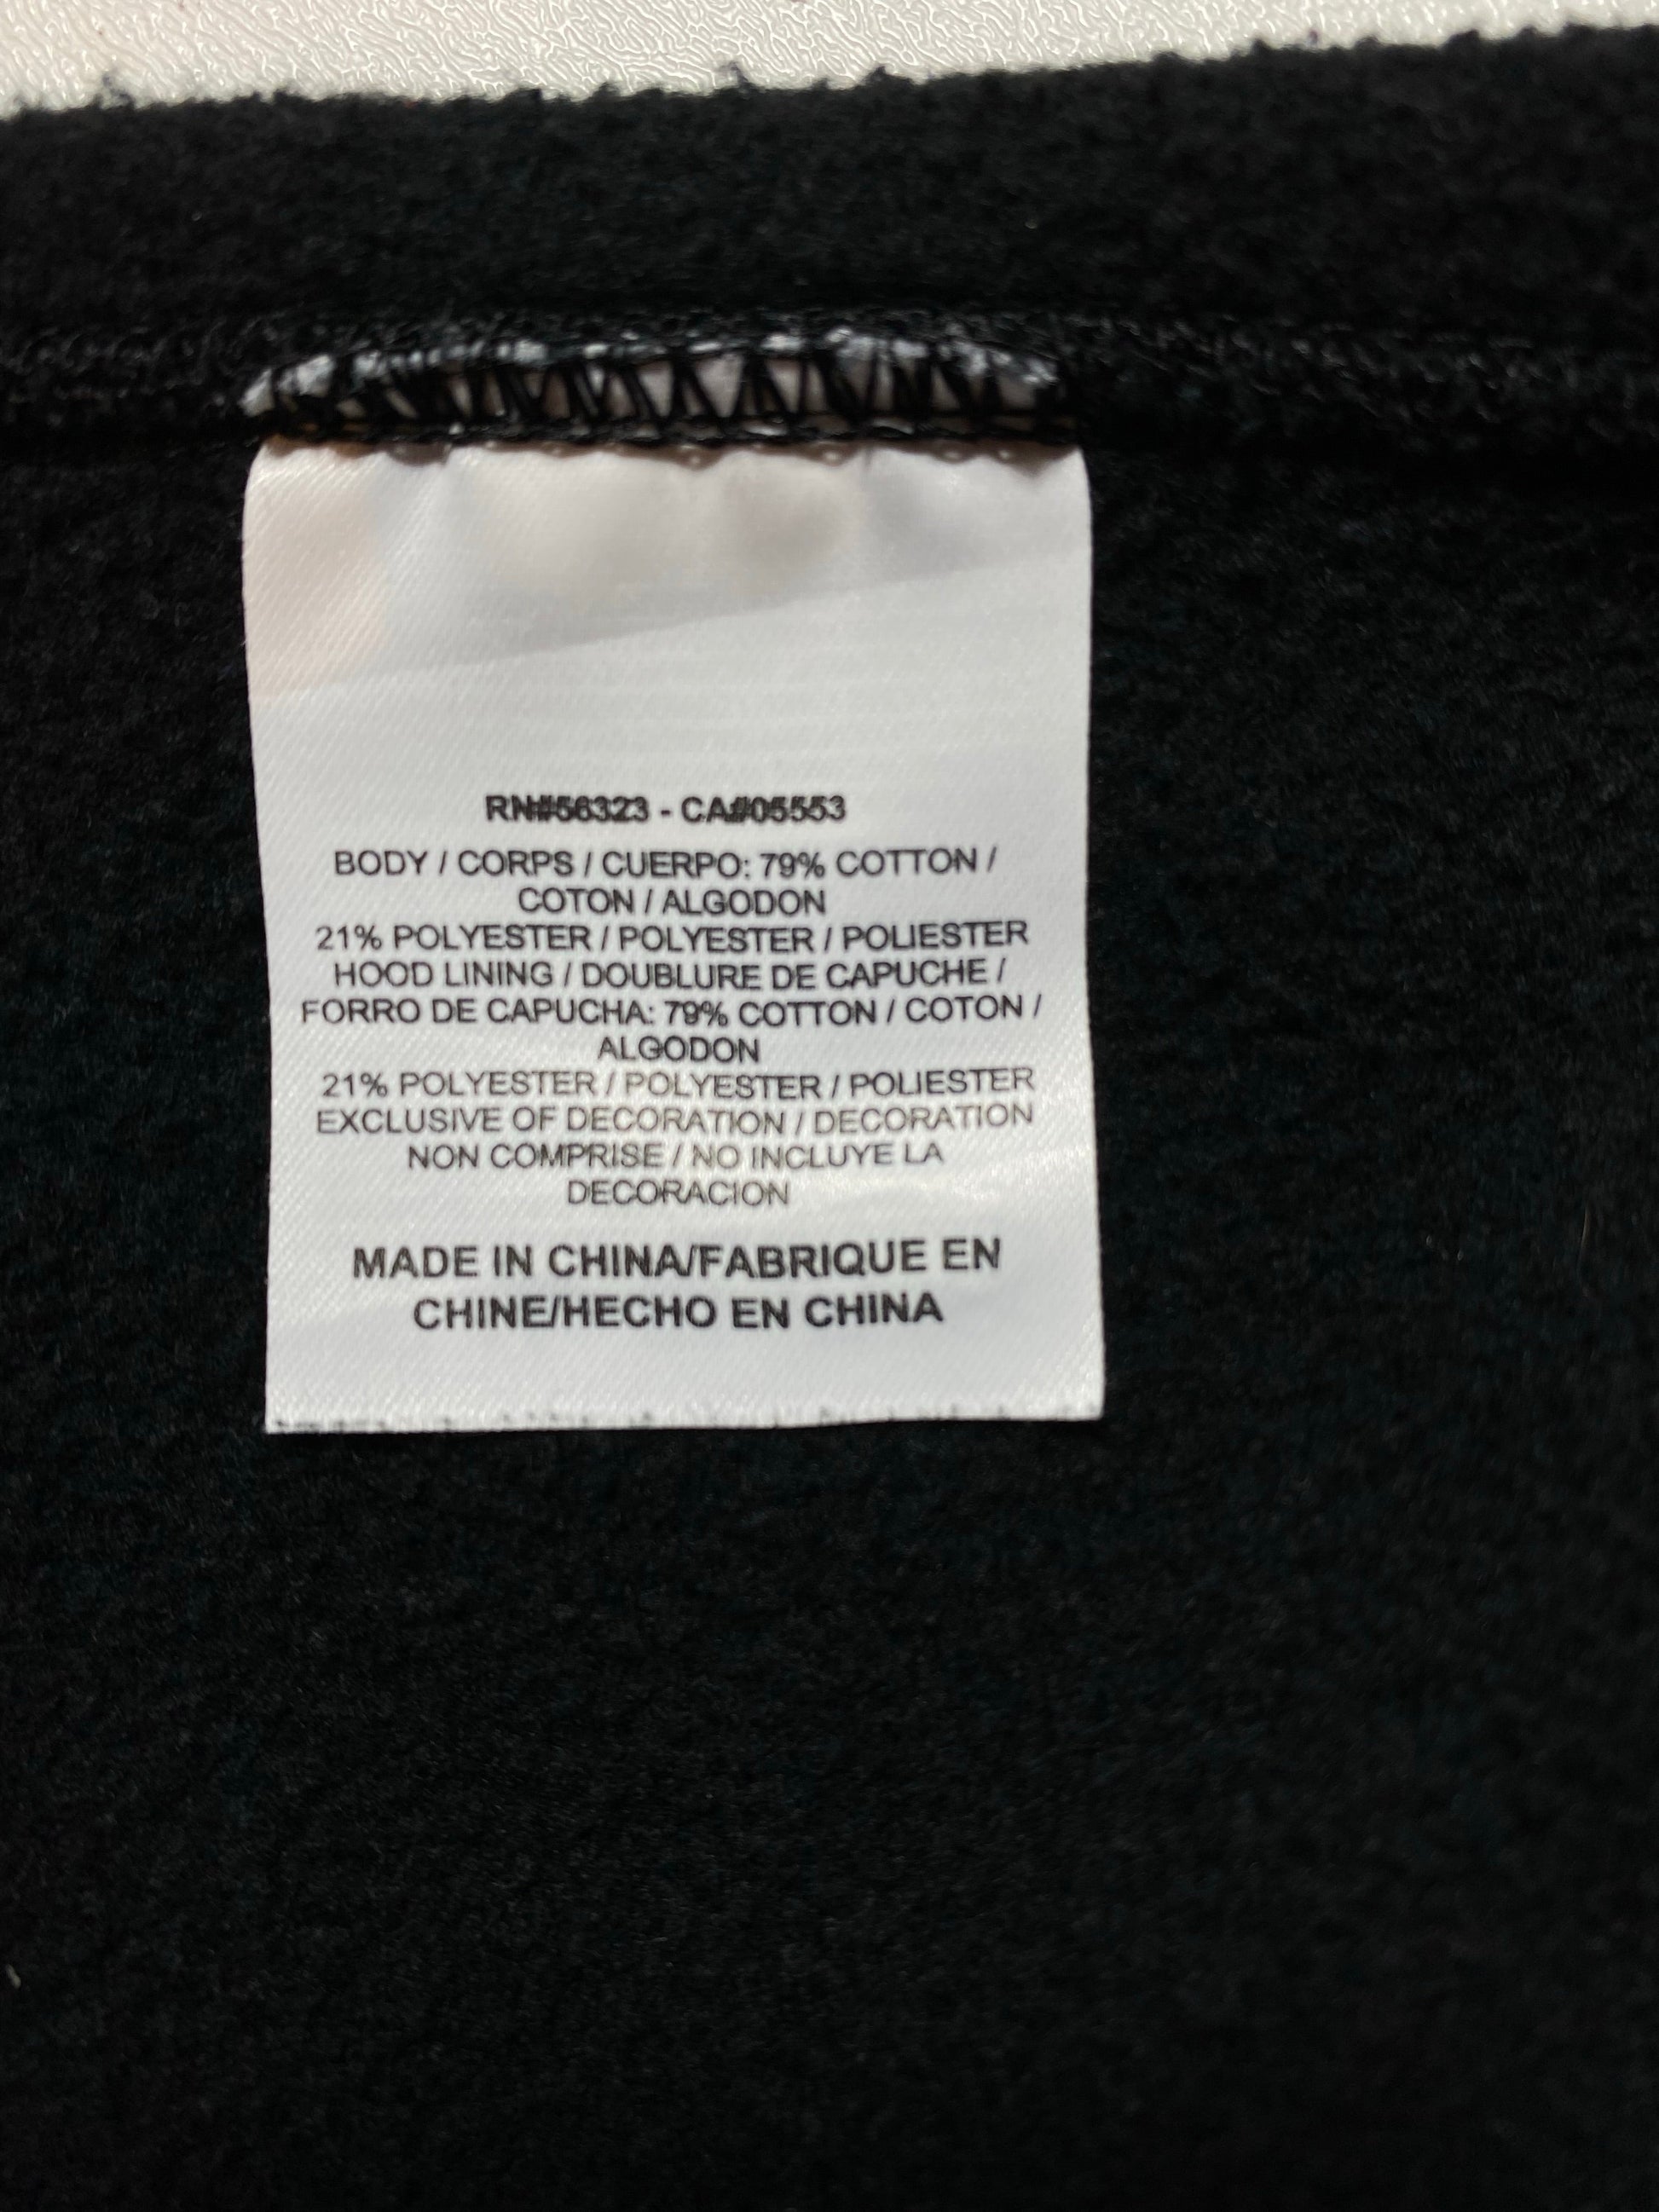 RN#56323 - CA#05553
BODY / CORPS / CUERPO: 79% COTTON /
COTON / ALGODON
21% POLYESTER / POLYESTER / POLIESTER
HOOD LINING / DOUBLURE DE CAPUCHE /
FORRO DE CAPUCHA: 79% COTTON / COTON /
ALGODON
21% POLYESTER / POLYESTER / POLIESTER
EXCLUSIVE OF DECORATION / DECORATION
NON COMPRISE / NO INCLUYE LA
DECORACION
MADE IN CHINA/FABRIQUE EN
CHINE/HECHO EN CHINA